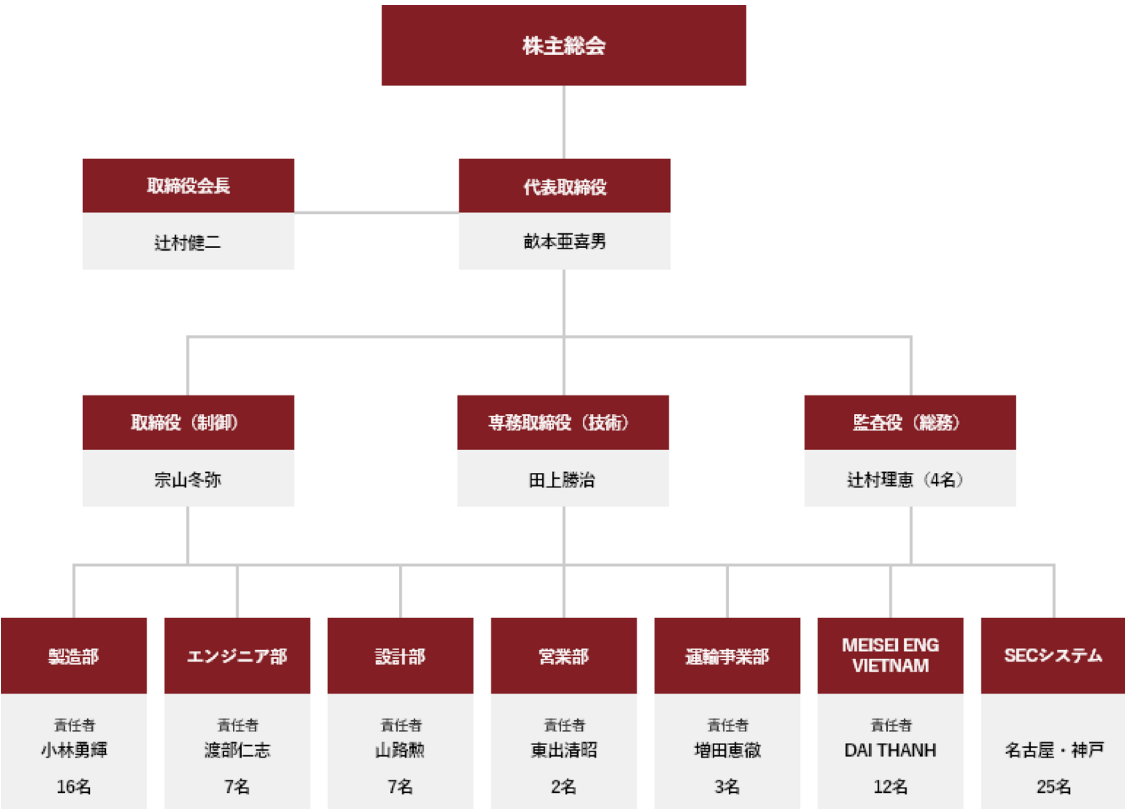 株主総会
取締役会長
辻村健二
代表取締役
畝本亜喜男
取締役（制御）
宗山冬弥
専務取締役（技術）
田上勝治
監査役（総務）
辻村理恵（4名）
製造部
責任者
小林勇輝
16名
エンジニア部
責任者
渡部仁志
7名
設計部
責任者
山路勲
7名
営業部
責任者
東出清昭
2名
運輸事業部
責任者
増田恵徹
3名
MEISEI ENG
VIETNAM
責任者
DAI THANH
12名
SECシステム
名古屋・神戸
25名